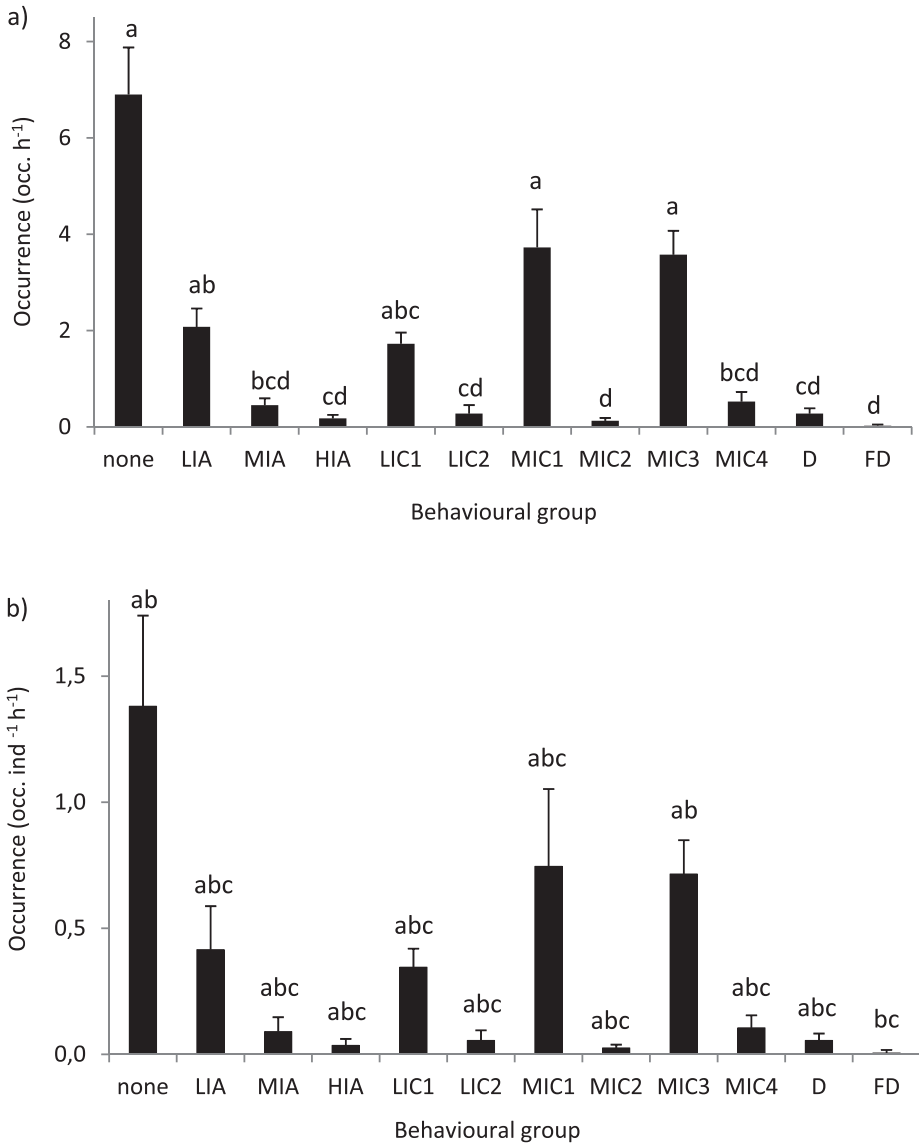 a)
Occurrence (occ. h⁻¹)
8
6
4
2
0
a
ab
bcd
cd
abc
cd
a
d
a
bcd
cd
d
none LIA MIA HIA LIC1 LIC2 MIC1 MIC2 MIC3 MIC4 D FD
Behavioural group
b)
Occurrence (occ. ind ⁻¹ h⁻¹)
1,5
1,0
0,5
0,0
ab
abc
abc
abc
abc
abc
abc
abc
ab
abc
abc
bc
none LIA MIA HIA LIC1 LIC2 MIC1 MIC2 MIC3 MIC4 D FD
Behavioural group